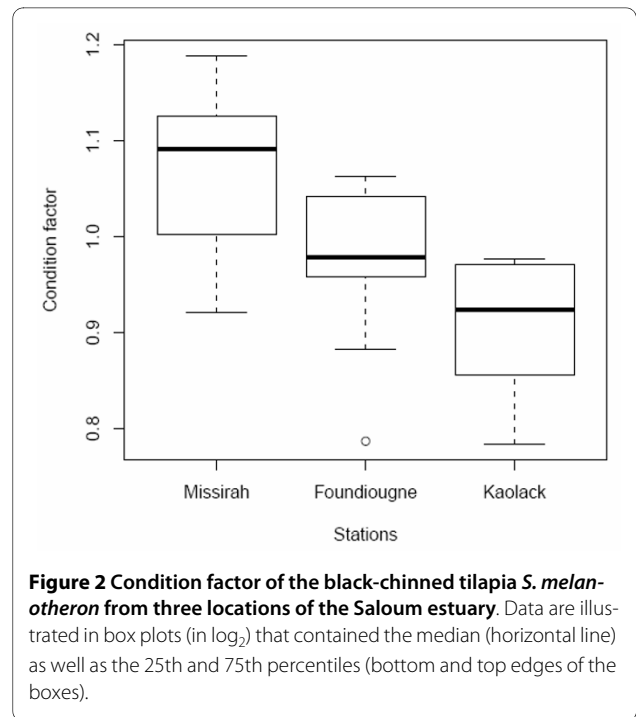 1.2
1.1
1.0
0.9
0.8
Condition factor
Missirah Foundiougne Kaolack
Stations
Figure 2 Condition factor of the black-chinned tilapia S. melan-
otheron from three locations of the Saloum estuary. Data are illus-
trated in box plots (in log2) that contained the median (horizontal line)
as well as the 25th and 75th percentiles (bottom and top edges of the
boxes).